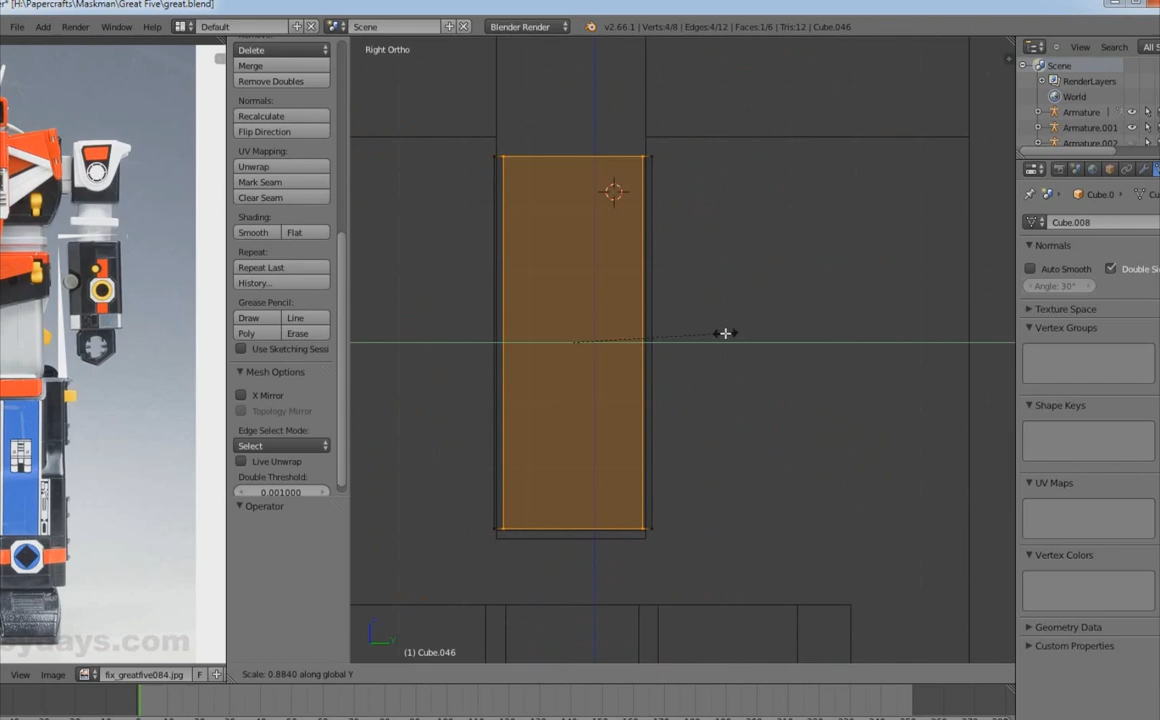 r* [H:\Papercrafts\Maskman\Great Five\great.blend]
File Add Render Window Help Default Scene Blender Render v2.66.1 | Verts:4/8 | Edges:4/12 | Faces:1/6 | Tris:12 | Cube.046
Delete
Merge
Remove Doubles
Normals:
Recalculate
Flip Direction
UV Mapping:
Unwrap
Mark Seam
Clear Seam
Shading:
Smooth Flat
Repeat:
Repeat Last
History...
Grease Pencil:
Draw Line
Poly Erase
Use Sketching Sessi
Mesh Options
X Mirror
Topology Mirror
Edge Select Mode:
Select
Live Unwrap
Double Threshold:
0.001000
Operator
Right Ortho
(1) Cube.046
View Search All S
Scene
RenderLayers
World
Armature
Armature.001
Armature.002
Cube.0 Cu
Cube.008
Normals
Auto Smooth Double Si
Angle: 30°
Texture Space
Vertex Groups
Shape Keys
UV Maps
Vertex Colors
Geometry Data
Custom Properties
ydays.com
View Image fix_greatfive084.jpg F Scale: 0.8840 along global Y